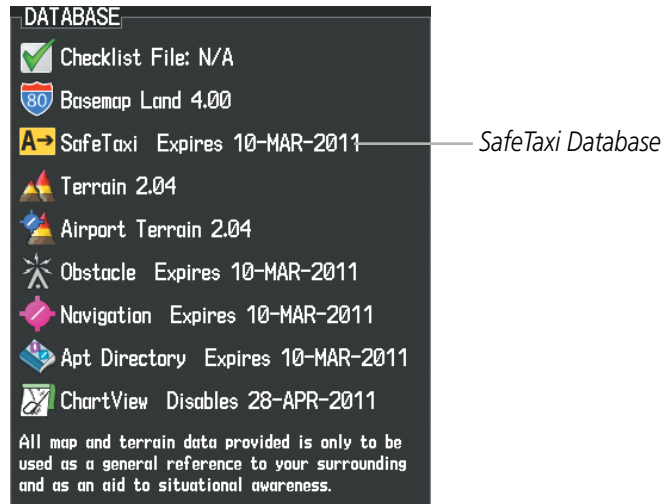 DATABASE
Checklist File: N/A
80 Basemap Land 4.00
A→ SafeTaxi Expires 10-MAR-2011 SafeTaxi Database
Terrain 2.04
Airport Terrain 2.04
Obstacle Expires 10-MAR-2011
Navigation Expires 10-MAR-2011
Apt Directory Expires 10-MAR-2011
ChartView Disables 28-APR-2011
All map and terrain data provided is only to be
used as a general reference to your surrounding
and as an aid to situational awareness.